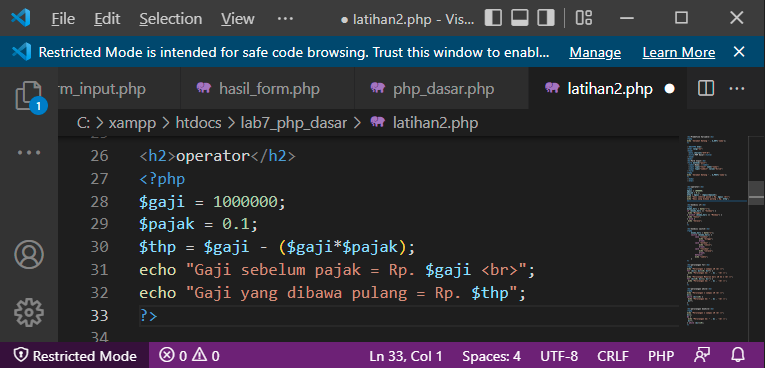 File Edit Selection View ··· ● latihan2.php - Vis...
Restricted Mode is intended for safe code browsing. Trust this window to enabl... Manage Learn More
rm_input.php hasil_form.php php_dasar.php latihan2.php ● ···
C: > xampp > htdocs > lab7_php_dasar > latihan2.php
1
26 <h2>operator</h2>
27 <?php
28 $gaji = 1000000;
29 $pajak = 0.1;
30 $thp = $gaji - ($gaji*$pajak);
31 echo "Gaji sebelum pajak = Rp. $gaji <br>";
32 echo "Gaji yang dibawa pulang = Rp. $thp";
33 ?>
34
Restricted Mode 0 0 Ln 33, Col 1 Spaces: 4 UTF-8 CRLF PHP